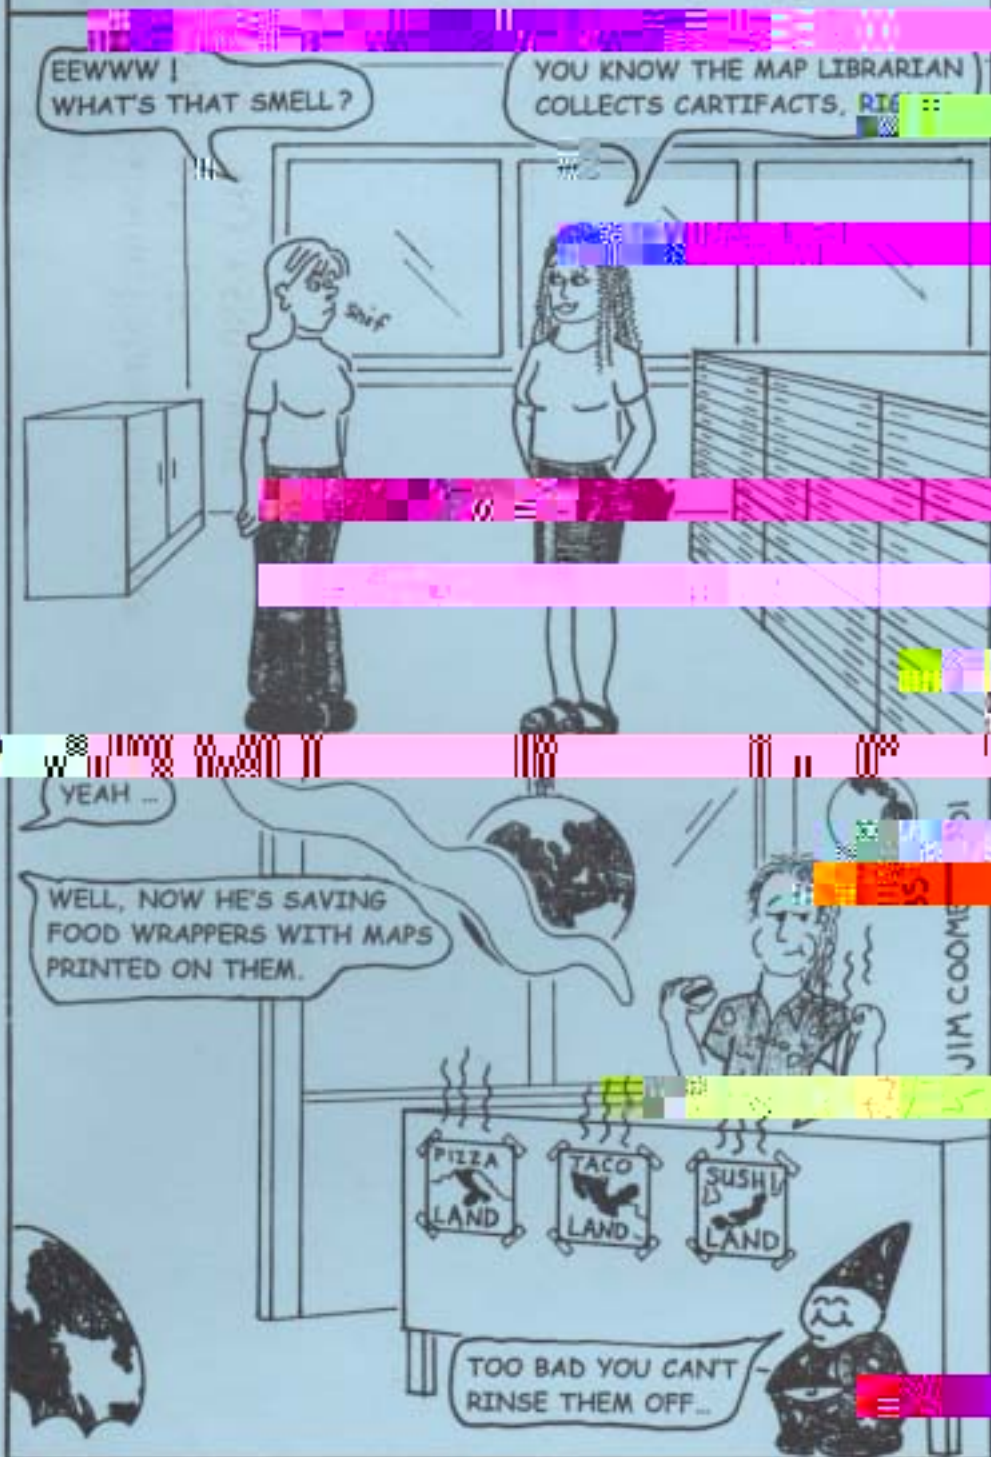 EEWWW!
WHAT'S THAT SMELL?
YOU KNOW THE MAP LIBRARIAN
COLLECTS CARTIFACTS,
snif
YEAH ...
WELL, NOW HE'S SAVING
FOOD WRAPPERS WITH MAPS
PRINTED ON THEM.
JIM COOMB
PIZZA
LAND
TACO
LAND
SUSHI
LAND
TOO BAD YOU CAN'T
RINSE THEM OFF...